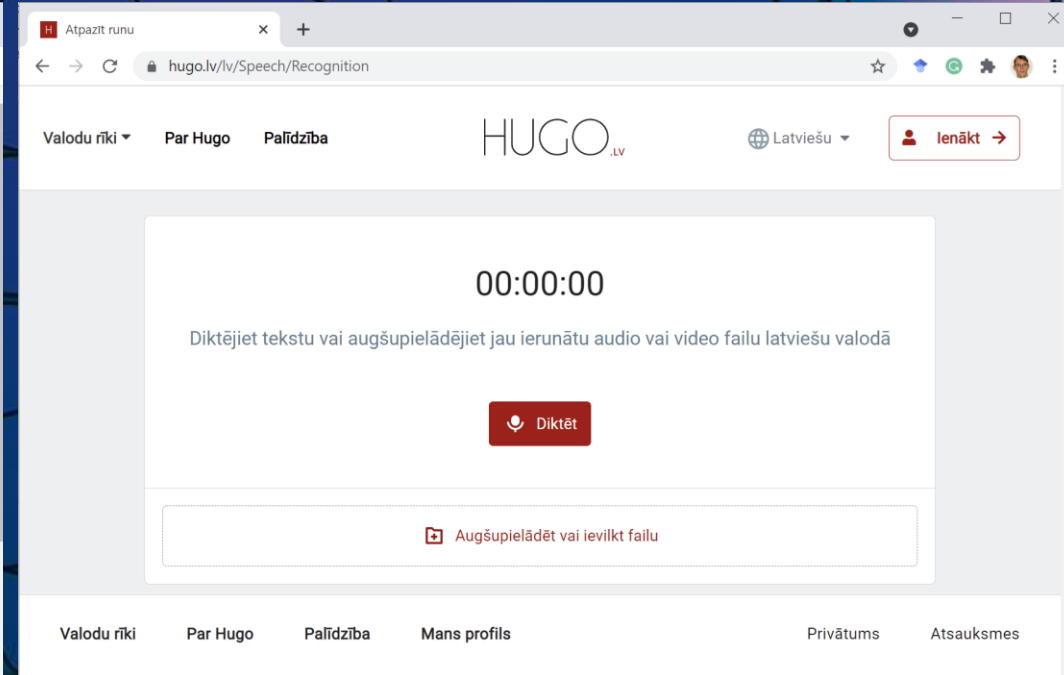 H Atpazīt runu
hugo.lv/lv/Speech/Recognition
Valodu rīki Par Hugo Palīdzība HUGO.LV Latviešu Ienākt
00:00:00
Diktējiet tekstu vai augšupielādējiet jau ierunātu audio vai video failu latviešu valodā
Diktēt
Augšupielādēt vai ievilkt failu
Valodu rīki Par Hugo Palīdzība Mans profils Privātums Atsauksmes